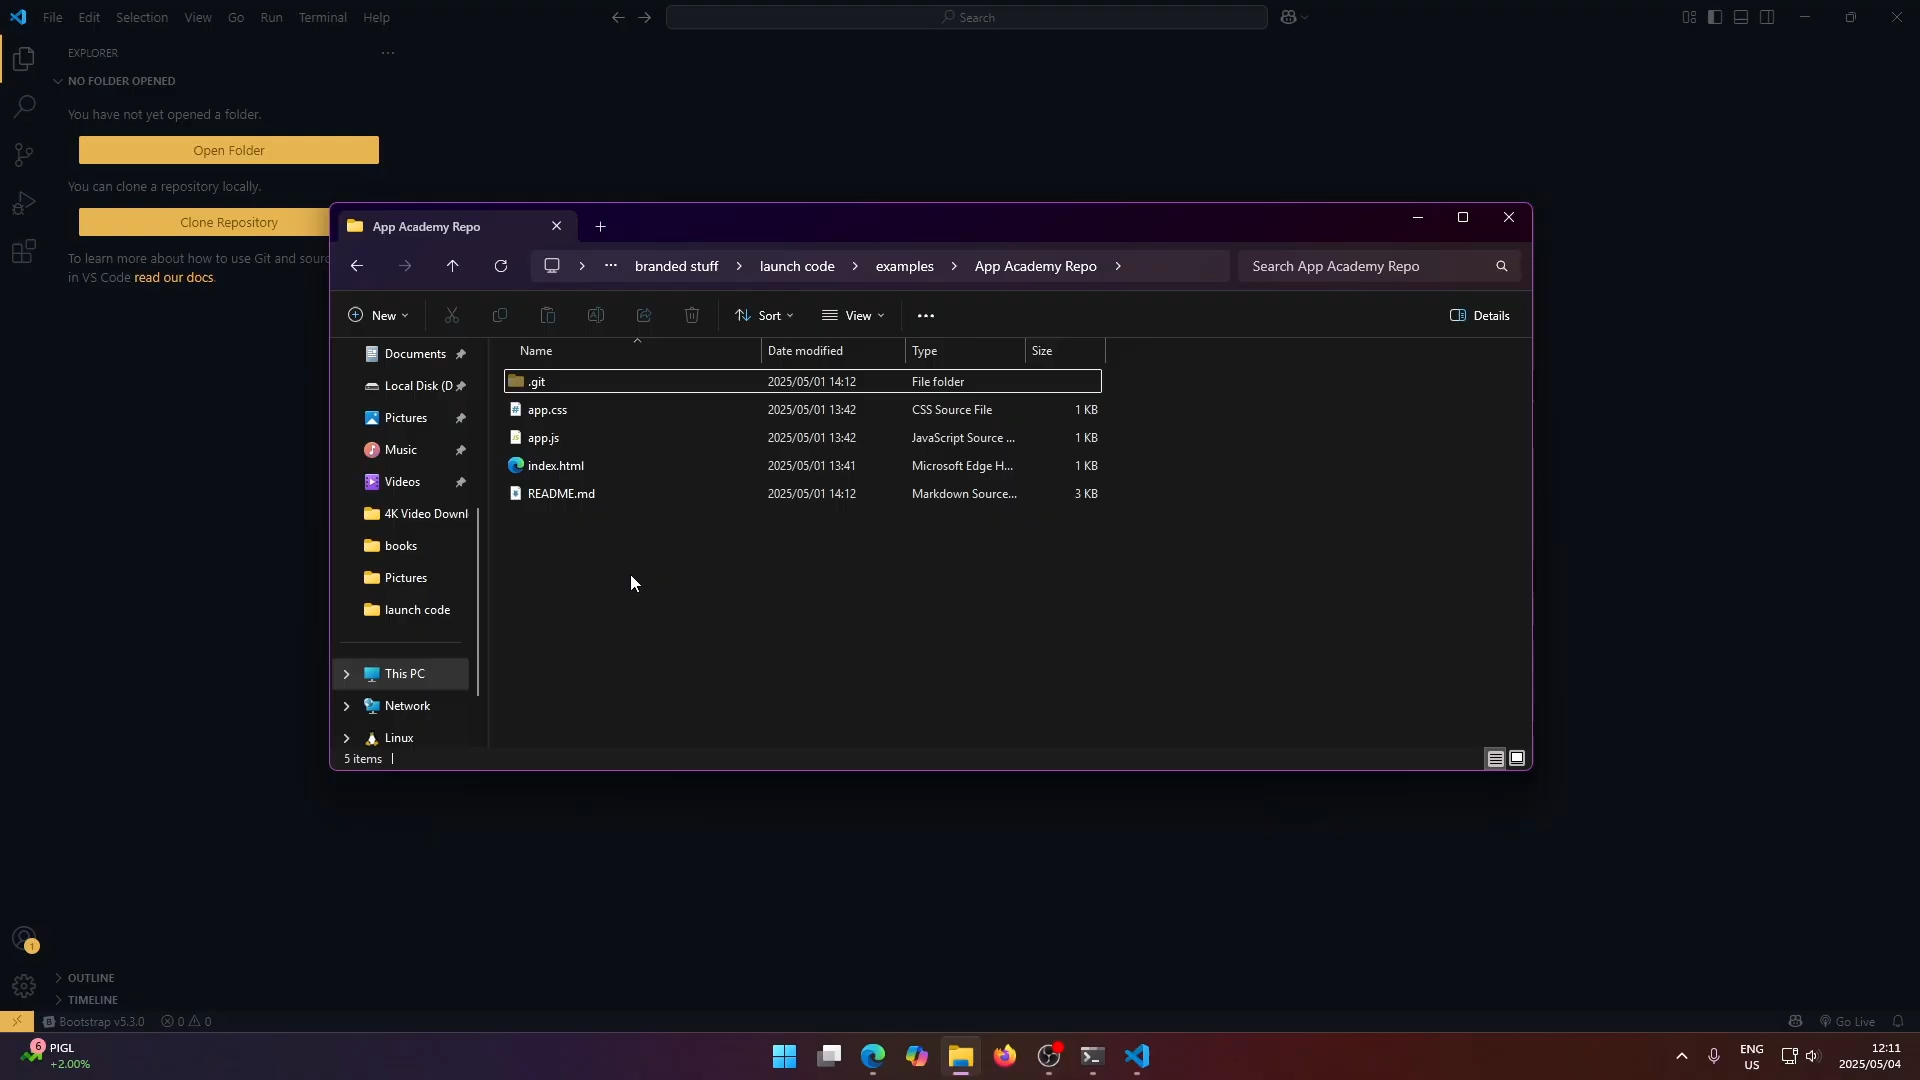 File Edit Selection View Go Run Terminal Help Search
EXPLORER
NO FOLDER OPENED
You have not yet opened a folder.
Open Folder
You can clone a repository locally.
Clone Repository
To learn more about how to use Git and sourc
in VS Code read our docs.
App Academy Repo
branded stuff launch code examples App Academy Repo Search App Academy Repo
New Sort View Details
Name Date modified Type Size
.git 2025/05/01 14:12 File folder
app.css 2025/05/01 13:42 CSS Source File 1 KB
app.js 2025/05/01 13:42 JavaScript Source ... 1 KB
index.html 2025/05/01 13:41 Microsoft Edge H... 1 KB
README.md 2025/05/01 14:12 Markdown Source... 3 KB
Documents
Local Disk (D
Pictures
Music
Videos
4K Video Downl
books
Pictures
launch code
This PC
Network
Linux
5 items
1
OUTLINE
TIMELINE
Bootstrap v5.3.0 0 0 Go Live
6 PIGL
+2.00%
ENG
US
12:11
2025/05/04